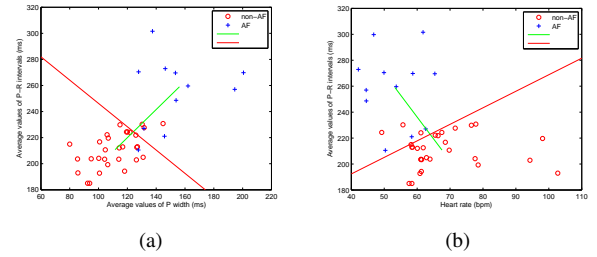 non−AF
AF
Average values of P−R intervals (ms)
320
300
280
260
240
220
200
180
60 80 100 120 140 160 180 200 220
Average values of P width (ms)
(a)
non−AF
AF
Average values of P−R intervals (ms)
320
300
280
260
240
220
200
180
40 50 60 70 80 90 100 110
Heart rate (bpm)
(b)